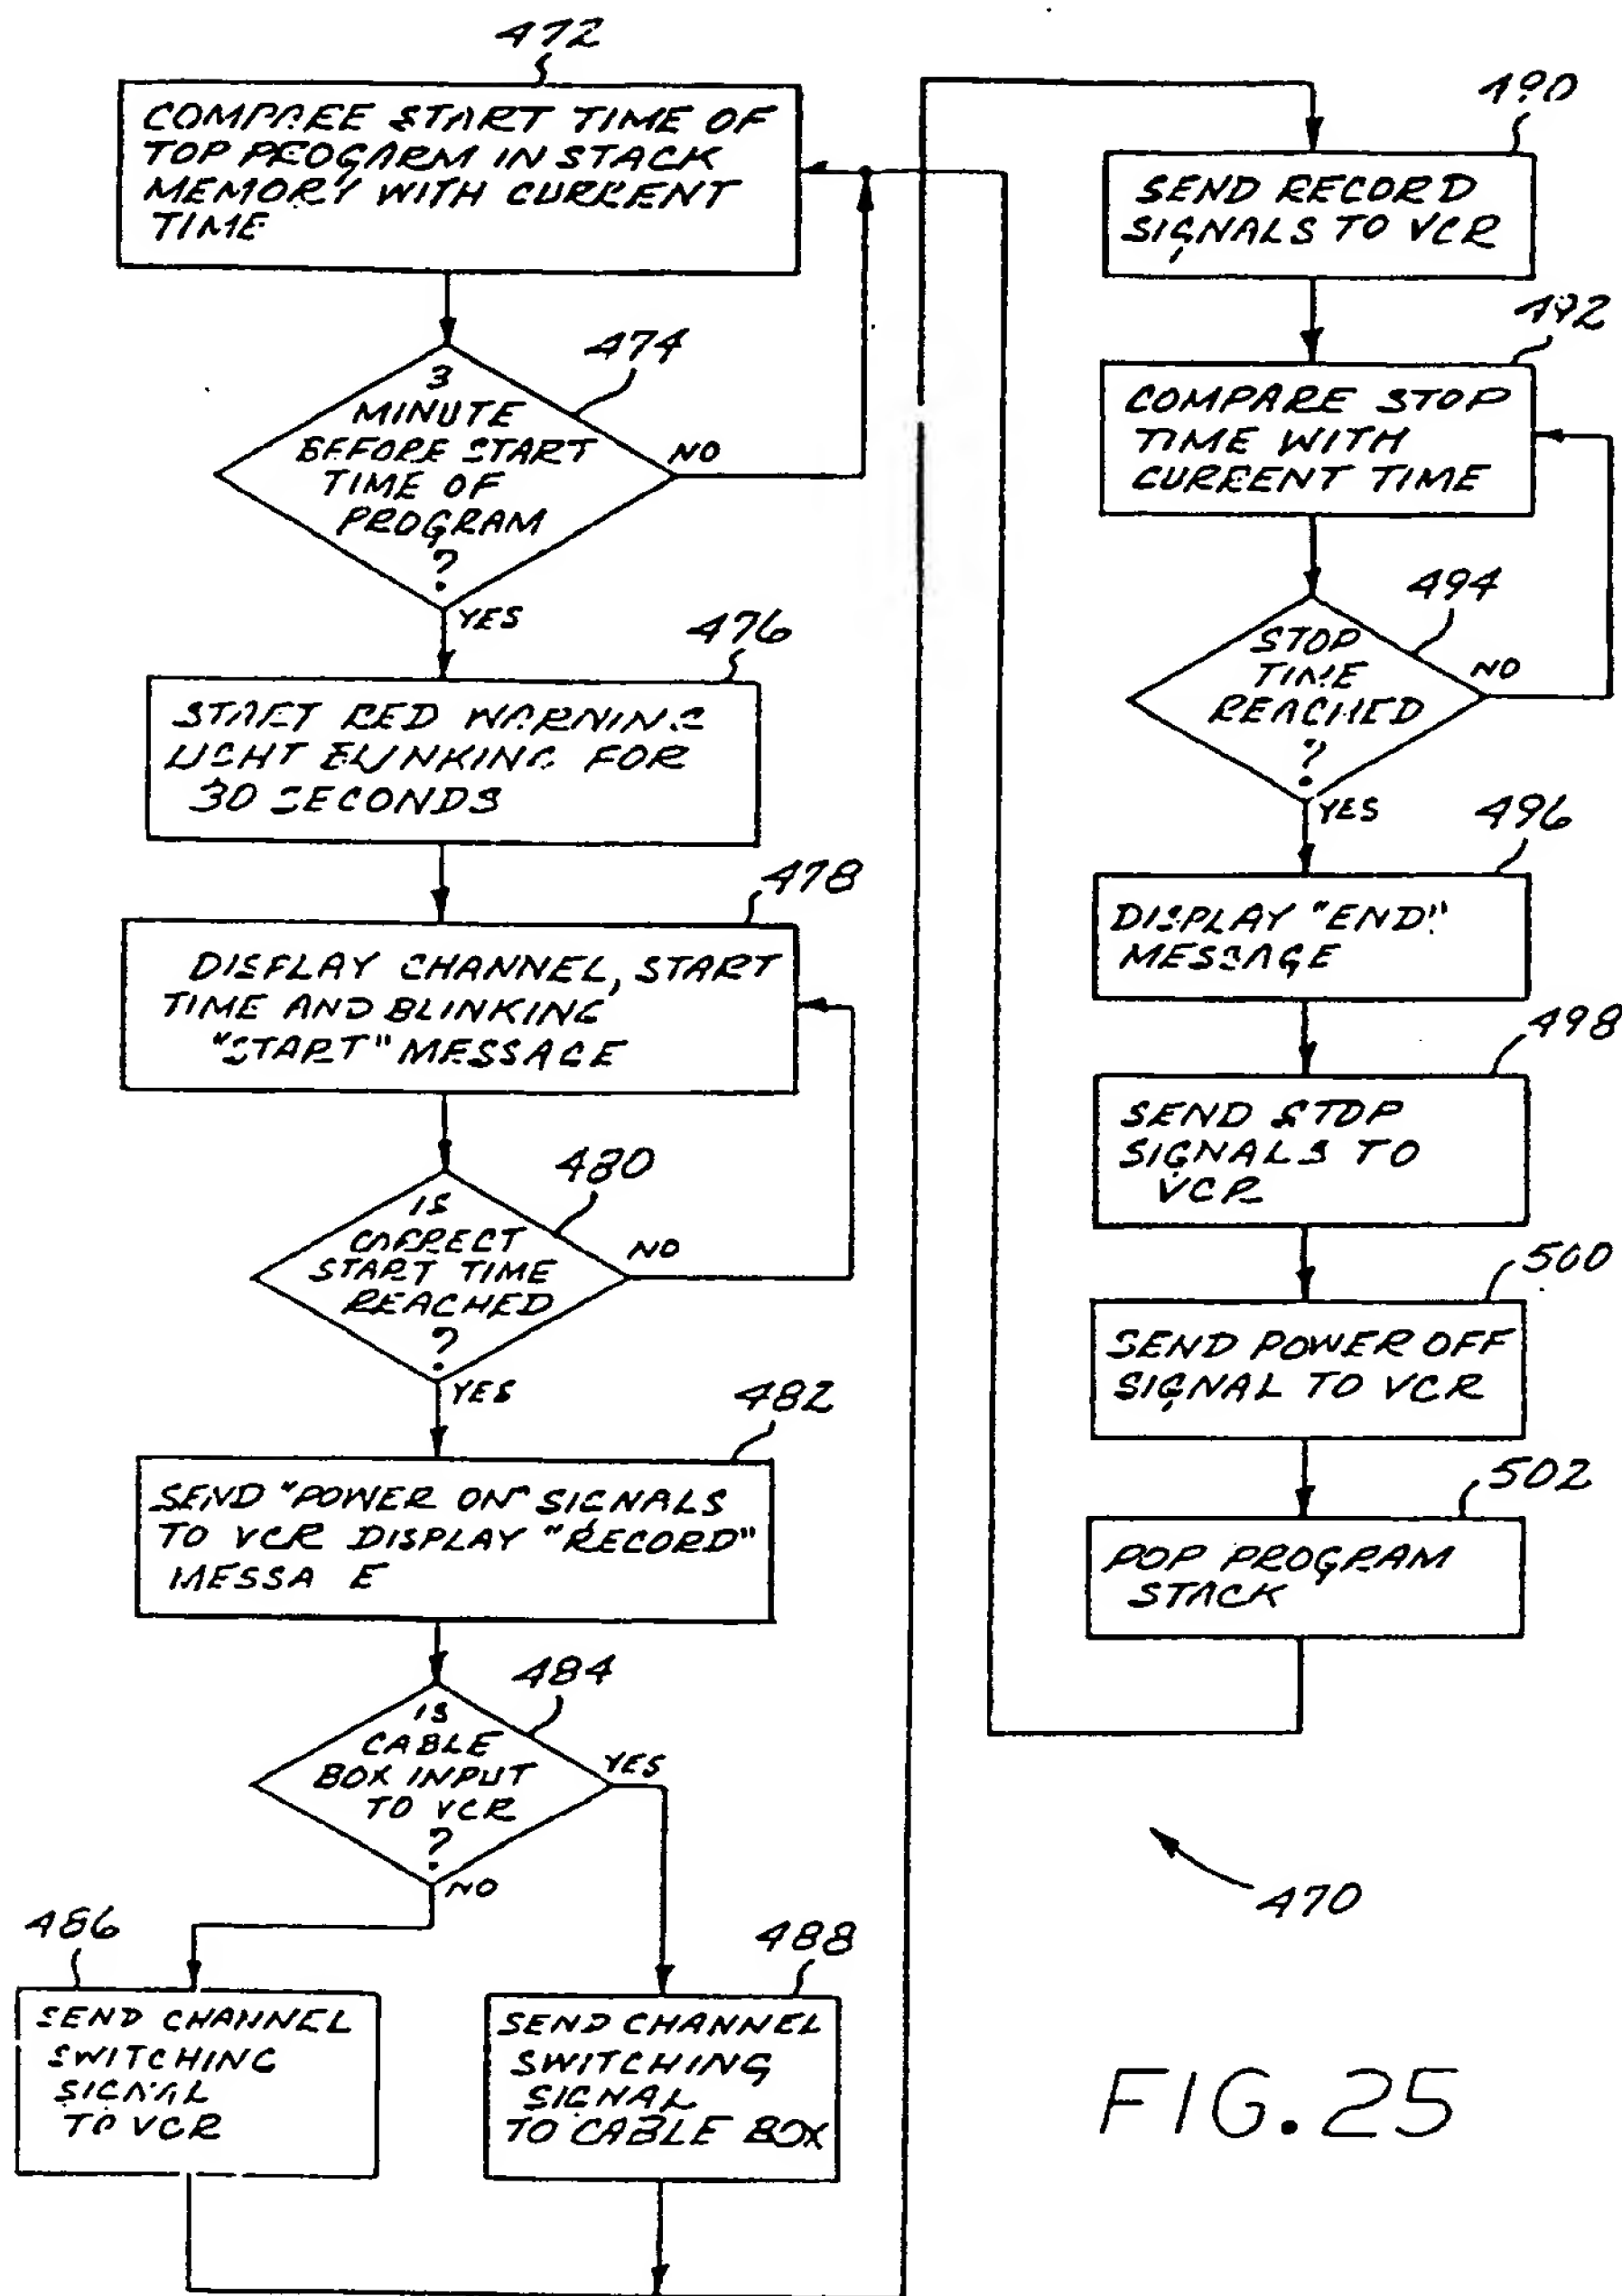 472
COMPARE START TIME OF
TOP PROGARM IN STACK
MEMORY WITH CURRENT
TIME
474
3
MINUTE
BEFORE START
TIME OF
PROGRAM
?
NO
YES
476
START RED WARNING
LIGHT BLINKING FOR
30 SECONDS
478
DISPLAY CHANNEL, START
TIME AND BLINKING
"START" MESSAGE
480
IS
CORRECT
START TIME
REACHED
?
NO
YES
482
SEND "POWER ON" SIGNALS
TO VCR DISPLAY "RECORD"
MESSA E
484
IS
CABLE
BOX INPUT
TO VCR
?
YES
NO
486
SEND CHANNEL
SWITCHING
SIGNAL
TO VCR
488
SEND CHANNEL
SWITCHING
SIGNAL
TO CABLE BOX
490
SEND RECORD
SIGNALS TO VCR
492
COMPARE STOP
TIME WITH
CURRENT TIME
494
STOP
TIME
REACHED
?
NO
YES
496
DISPLAY "END"
MESSAGE
498
SEND STOP
SIGNALS TO
VCR
500
SEND POWER OFF
SIGNAL TO VCR
502
POP PROGRAM
STACK
470
FIG. 25